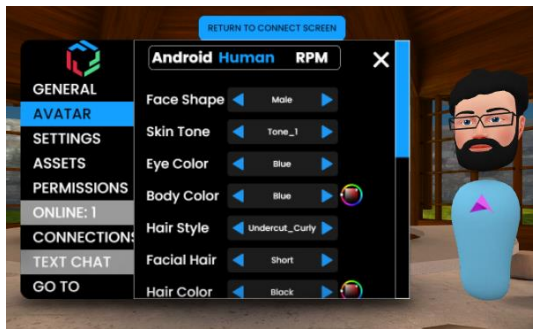 RETURN TO CONNECT SCREEN
Android Human RPM
GENERAL
AVATAR
SETTINGS
ASSETS
PERMISSIONS
ONLINE: 1
CONNECTIONS
TEXT CHAT
GO TO
Face Shape Male
Skin Tone Tone_1
Eye Color Blue
Body Color Blue
Hair Style Undercut_Curly
Facial Hair Short
Hair Color Black